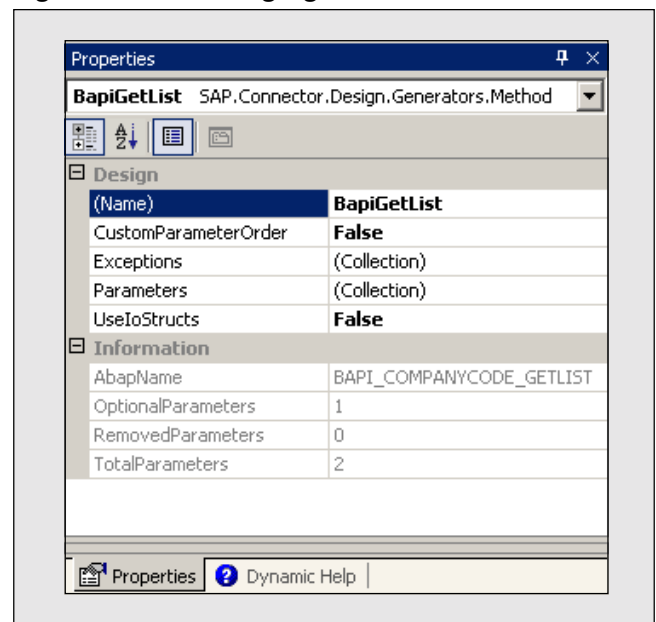 Properties
BapiGetList SAP.Connector.Design.Generators.Method
Design
(Name) BapiGetList
CustomParameterOrder False
Exceptions (Collection)
Parameters (Collection)
UseIoStructs False
Information
AbapName BAPI_COMPANYCODE_GETLIST
OptionalParameters 1
RemovedParameters 0
TotalParameters 2
Properties Dynamic Help